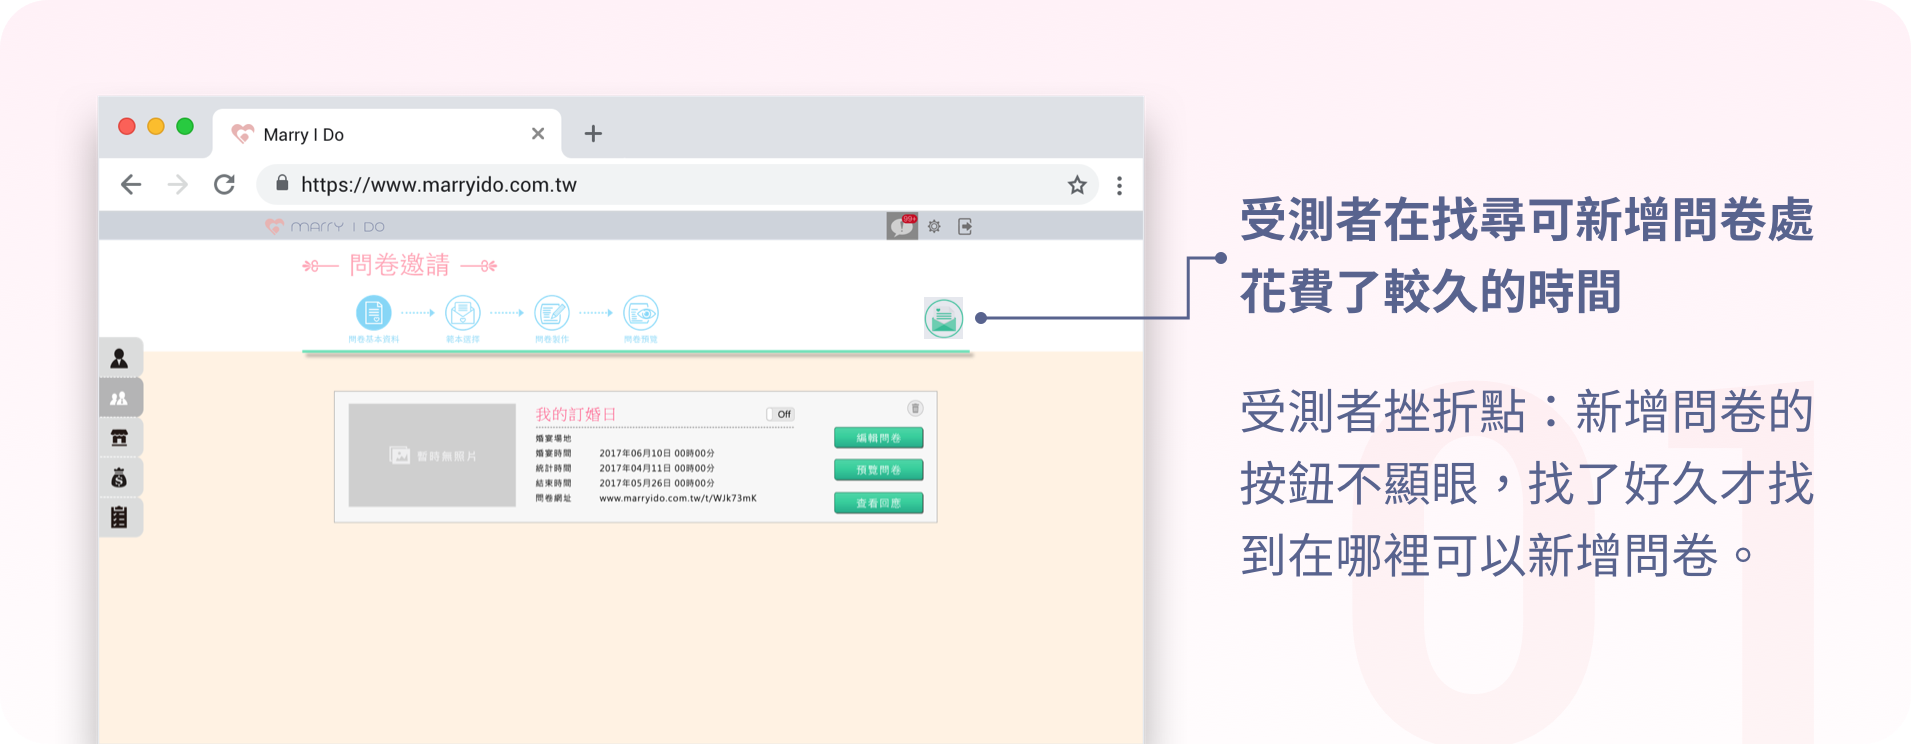 Marry I Do
https://www.marryido.com.tw
MArrY I DO
99+
問卷邀請
問卷基本資料
範本選擇
問卷製作
問卷預覽
我的訂婚日
Off
暫時無照片
婚宴場地
婚宴時間 2017年06月10日 00時00分
統計時間 2017年04月11日 00時00分
結束時間 2017年05月26日 00時00分
問卷網址 www.marryido.com.tw/t/WJk73mK
編輯問卷
預覽問卷
查看回應
受測者在找尋可新增問卷處
花費了較久的時間
受測者挫折點：新增問卷的
按鈕不顯眼，找了好久才找
到在哪裡可以新增問卷。
01